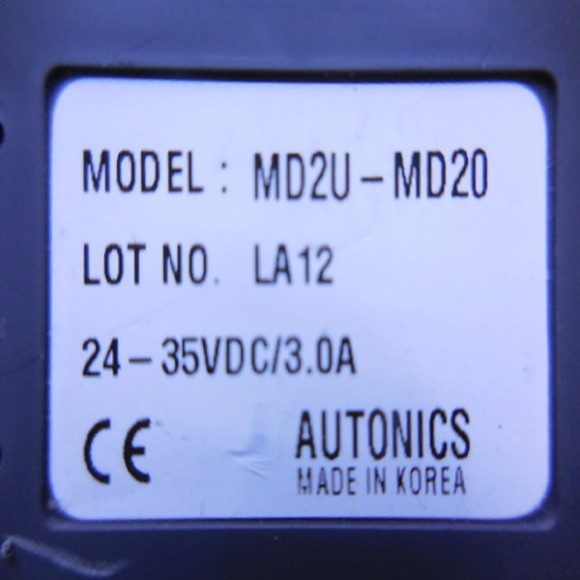 MODEL : MD2U-MD20
LOT NO. LA12
24-35VDC/3.0A
CE AUTONICS
MADE IN KOREA